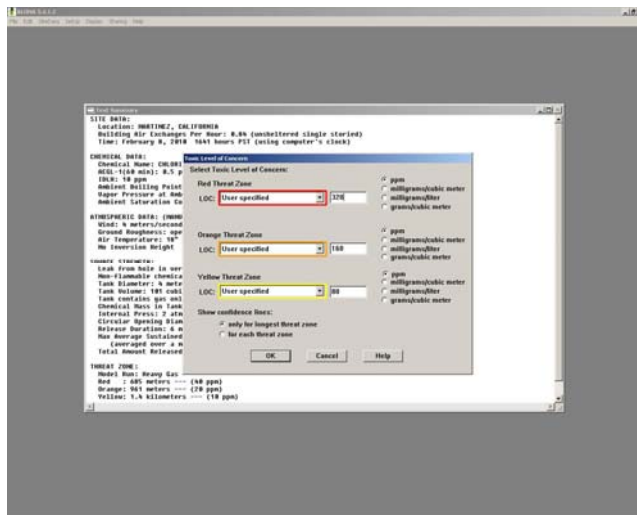 ALOHA 5.4.1.2
File Edit SiteData Setup Display Sharing Help
Text Summary
SITE DATA:
Location: MARTINEZ, CALIFORNIA
Building Air Exchanges Per Hour: 0.84 (unsheltered single storied)
Time: February 8, 2010 1641 hours PST (using computer's clock)
CHEMICAL DATA:
Chemical Name: CHLORI
AEGL-1(60 min): 0.5 p
IDLH: 10 ppm
Ambient Boiling Point
Vapor Pressure at Amb
Ambient Saturation Co
ATMOSPHERIC DATA:
Wind: 4 meters/second
Ground Roughness: ope
Air Temperature: 10°
No Inversion Height
SOURCE STRENGTH:
Leak from hole in ver
Non-Flammable chemica
Tank Diameter: 4 mete
Tank Volume: 101 cubi
Tank contains gas onl
Chemical Mass in Tank
Internal Press: 2 atm
Circular Opening Diam
Release Duration: 6 m
Max Average Sustained
(averaged over a m
Total Amount Released
THREAT ZONE:
Model Run: Heavy Gas
Red : 685 meters --- (40 ppm)
Orange: 961 meters --- (20 ppm)
Yellow: 1.4 kilometers --- (10 ppm)
Toxic Level of Concern
Select Toxic Level of Concern:
Red Threat Zone
LOC: User specified 320
ppm
milligrams/cubic meter
milligrams/liter
grams/cubic meter
Orange Threat Zone
LOC: User specified 160
ppm
milligrams/cubic meter
milligrams/liter
grams/cubic meter
Yellow Threat Zone
LOC: User specified 80
ppm
milligrams/cubic meter
milligrams/liter
grams/cubic meter
Show confidence lines:
only for longest threat zone
for each threat zone
OK Cancel Help